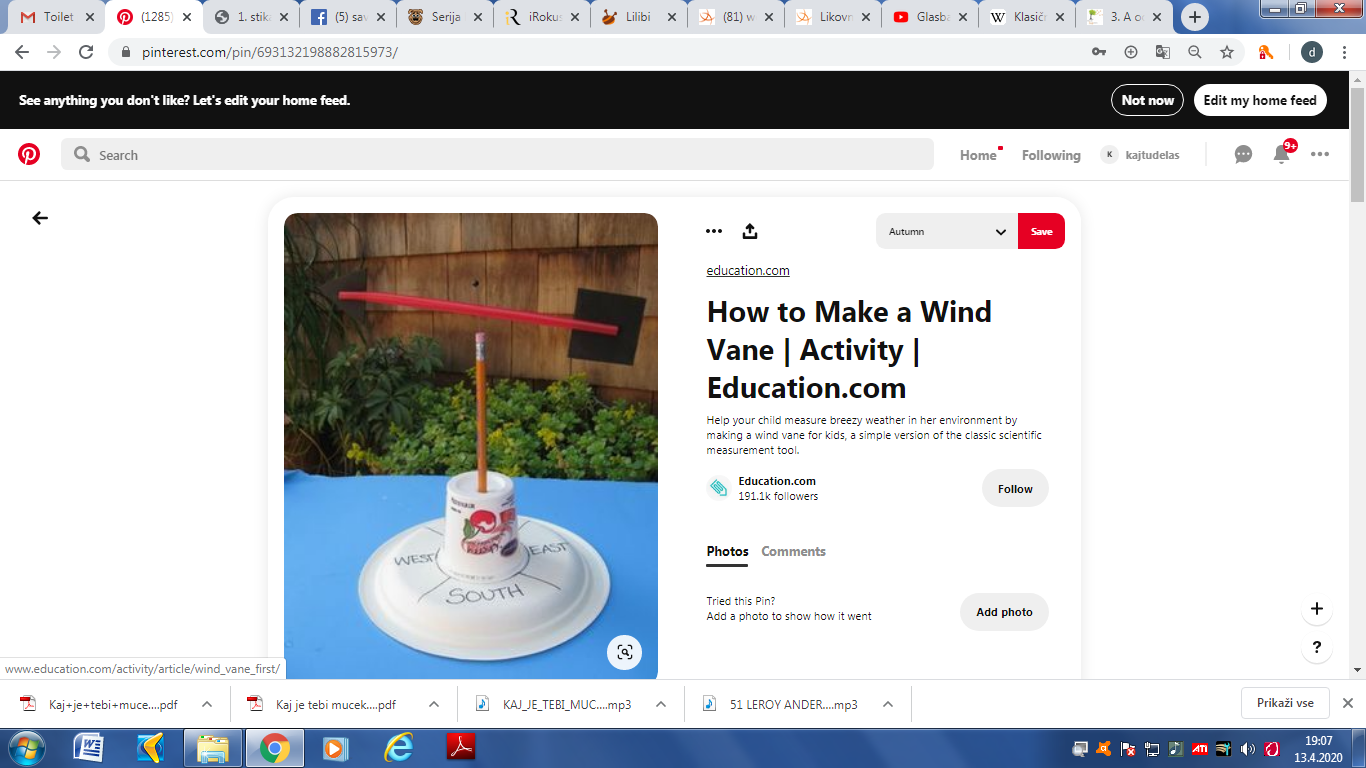 Toilet
(1285)
1. stika
(5) sav
Serija
iRokus
Lilibi
(81) w
Likovn
Glasba
Klasičn
3. A oc
pinterest.com/pin/693132198882815973/
d
See anything you don't like? Let's edit your home feed.
Not now
Edit my home feed
Search
Home
Following
K
kajtudelas
9+
Autumn
Save
education.com
How to Make a Wind
Vane | Activity |
Education.com
Help your child measure breezy weather in her environment by
making a wind vane for kids, a simple version of the classic scientific
measurement tool.
Education.com
191.1k followers
Follow
Photos
Comments
Tried this Pin?
Add a photo to show how it went
Add photo
WEST
EAST
SOUTH
+
?
www.education.com/activity/article/wind_vane_first/
Kaj+je+tebi+muce....pdf
Kaj je tebi mucek....pdf
KAJ_JE_TEBI_MUC....mp3
51 LEROY ANDER....mp3
Prikaži vse
ATI
19:07
13.4.2020